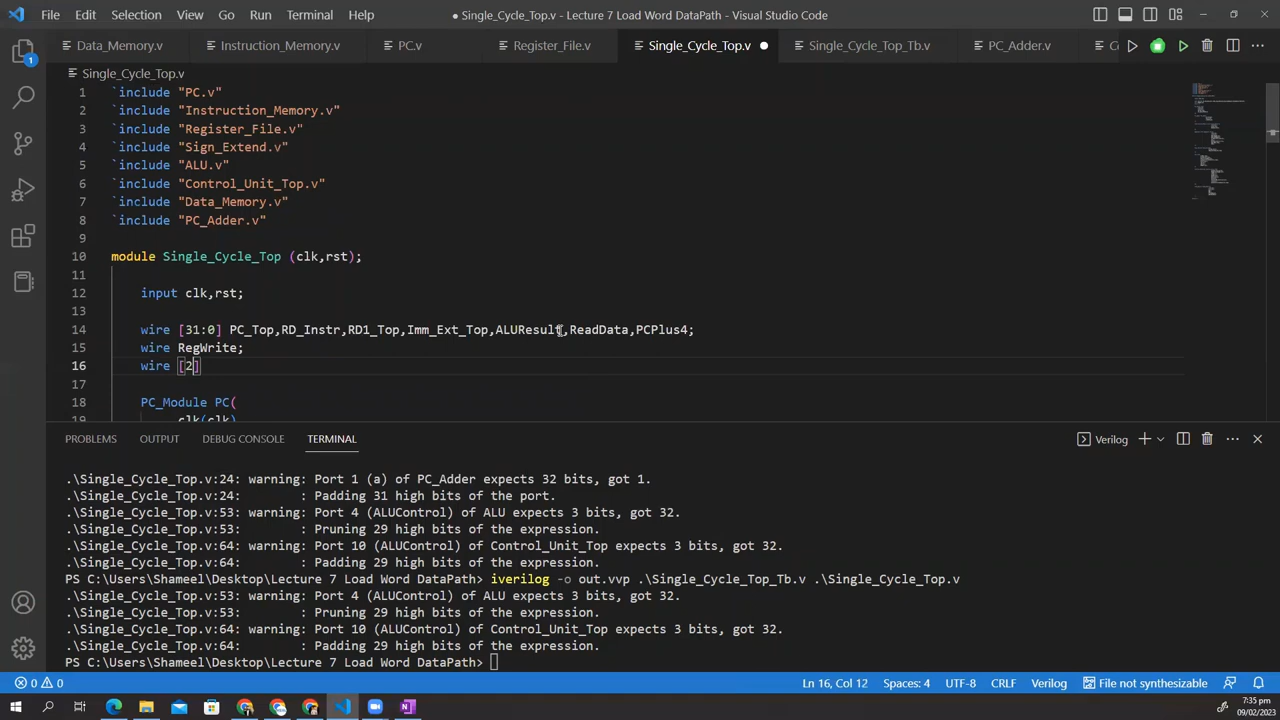 File Edit Selection View Go Run Terminal Help
● Single_Cycle_Top.v - Lecture 7 Load Word DataPath - Visual Studio Code
Data_Memory.v Instruction_Memory.v PC.v Register_File.v Single_Cycle_Top.v Single_Cycle_Top_Tb.v PC_Adder.v
1
Single_Cycle_Top.v
1 `include "PC.v"
2 `include "Instruction_Memory.v"
3 `include "Register_File.v"
4 `include "Sign_Extend.v"
5 `include "ALU.v"
6 `include "Control_Unit_Top.v"
7 `include "Data_Memory.v"
8 `include "PC_Adder.v"
9
10 module Single_Cycle_Top (clk,rst);
11
12 input clk,rst;
13
14 wire [31:0] PC_Top,RD_Instr,RD1_Top,Imm_Ext_Top,ALUResult,ReadData,PCPlus4;
15 wire RegWrite;
16 wire [2]
17
18 PC_Module PC(
19 .clk(clk)
PROBLEMS OUTPUT DEBUG CONSOLE TERMINAL Verilog
.\Single_Cycle_Top.v:24: warning: Port 1 (a) of PC_Adder expects 32 bits, got 1.
.\Single_Cycle_Top.v:24:        : Padding 31 high bits of the port.
.\Single_Cycle_Top.v:53: warning: Port 4 (ALUControl) of ALU expects 3 bits, got 32.
.\Single_Cycle_Top.v:53:        : Pruning 29 high bits of the expression.
.\Single_Cycle_Top.v:64: warning: Port 10 (ALUControl) of Control_Unit_Top expects 3 bits, got 32.
.\Single_Cycle_Top.v:64:        : Padding 29 high bits of the expression.
PS C:\Users\Shameel\Desktop\Lecture 7 Load Word DataPath> iverilog -o out.vvp .\Single_Cycle_Top_Tb.v .\Single_Cycle_Top.v
.\Single_Cycle_Top.v:53: warning: Port 4 (ALUControl) of ALU expects 3 bits, got 32.
.\Single_Cycle_Top.v:53:        : Pruning 29 high bits of the expression.
.\Single_Cycle_Top.v:64: warning: Port 10 (ALUControl) of Control_Unit_Top expects 3 bits, got 32.
.\Single_Cycle_Top.v:64:        : Padding 29 high bits of the expression.
PS C:\Users\Shameel\Desktop\Lecture 7 Load Word DataPath>
0 0 Ln 16, Col 12 Spaces: 4 UTF-8 CRLF Verilog File not synthesizable
7:35 pm
09/02/2023